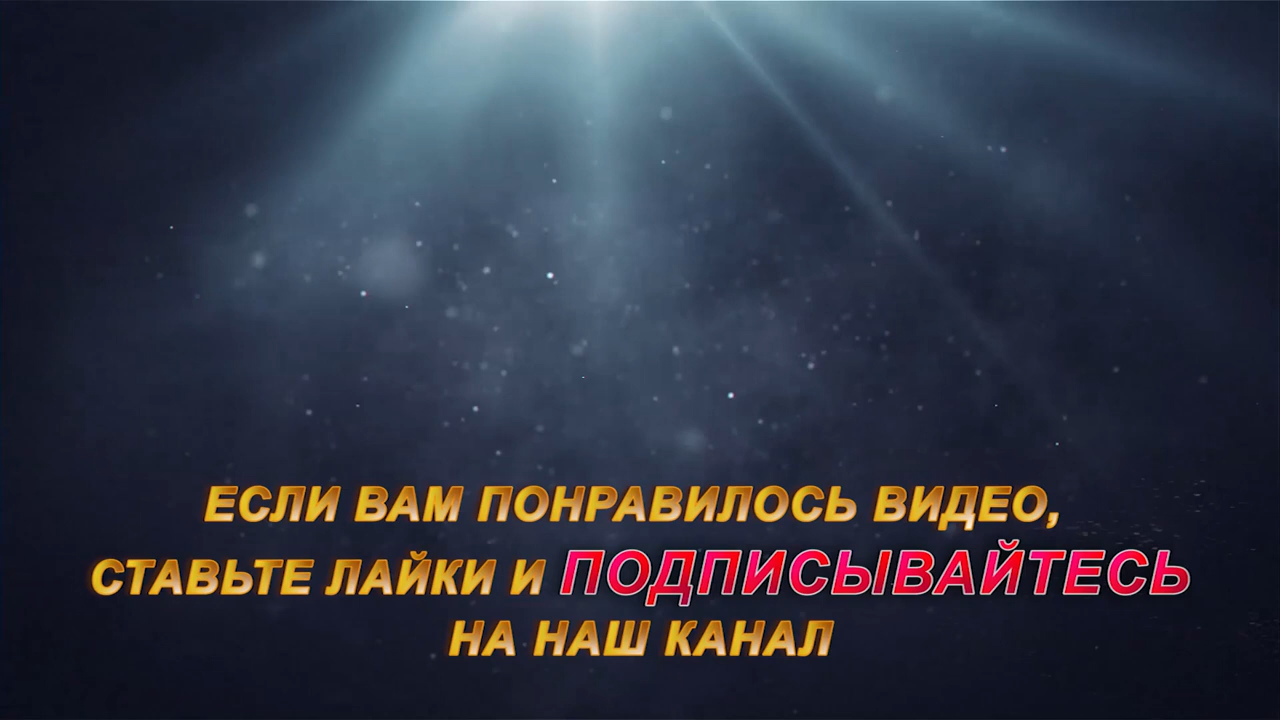 ЕСЛИ ВАМ ПОНРАВИЛОСЬ ВИДЕО,
СТАВЬТЕ ЛАЙКИ И ПОДПИСЫВАЙТЕСЬ
НА НАШ КАНАЛ